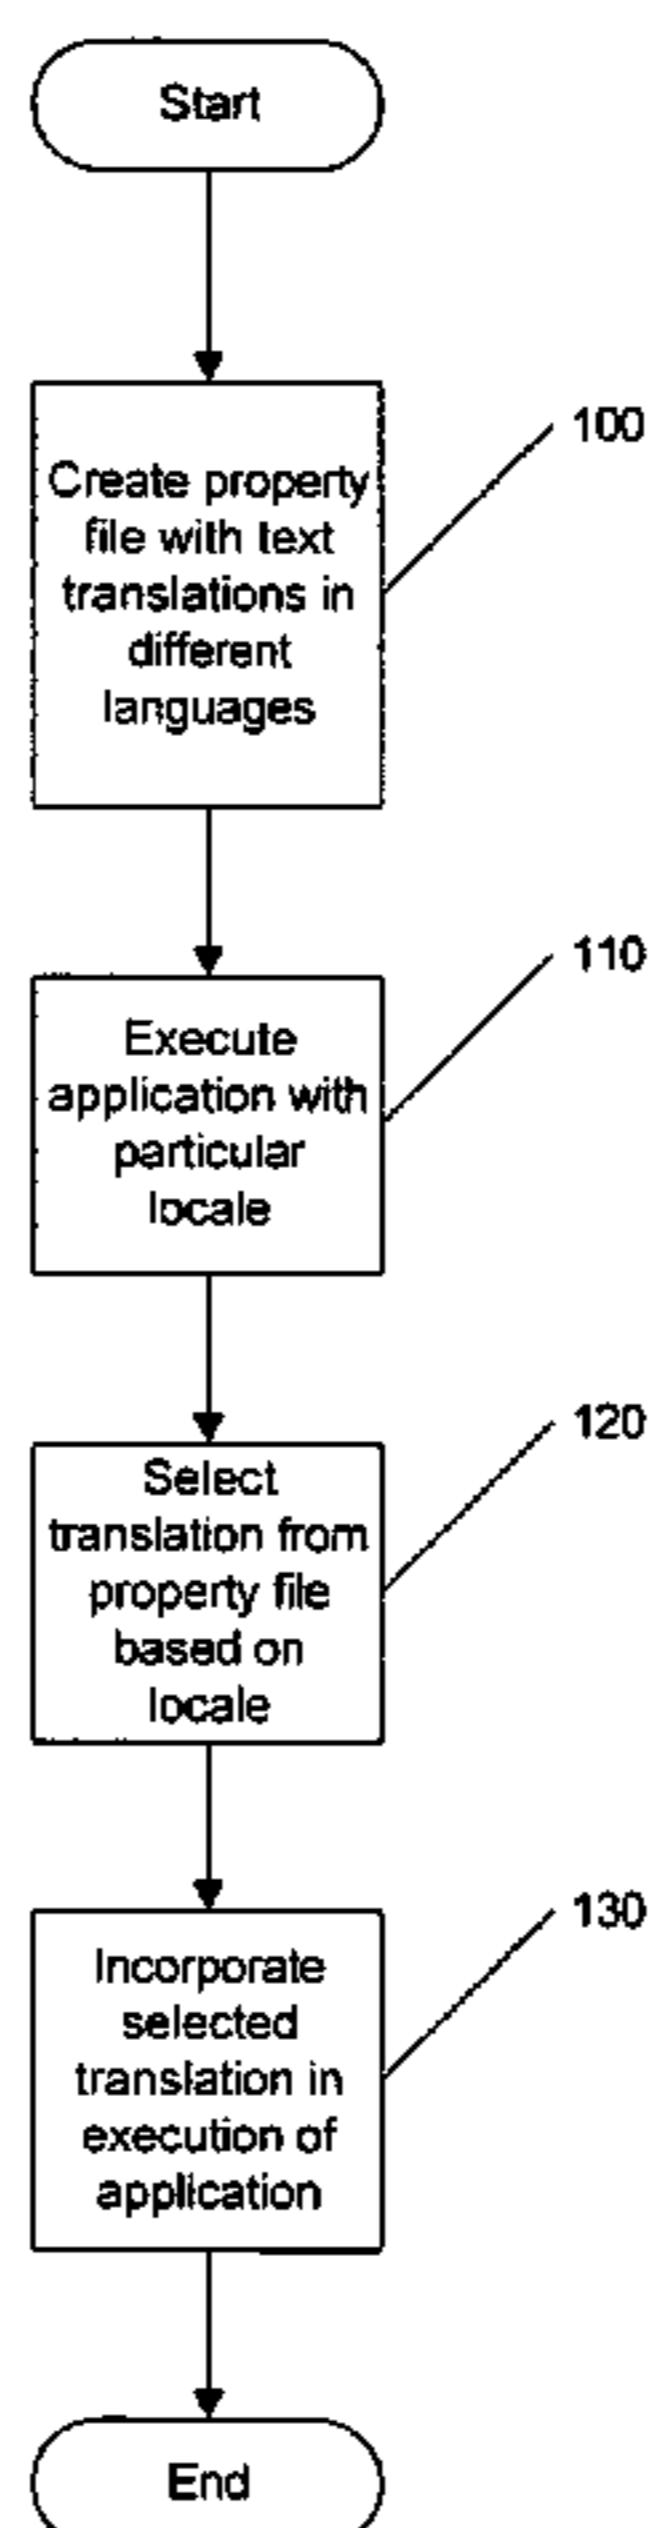 Start
100
Create property
file with text
translations in
different
languages
110
Execute
application with
particular
locale
120
Select
translation from
property file
based on
locale
130
Incorporate
selected
translation in
execution of
application
End